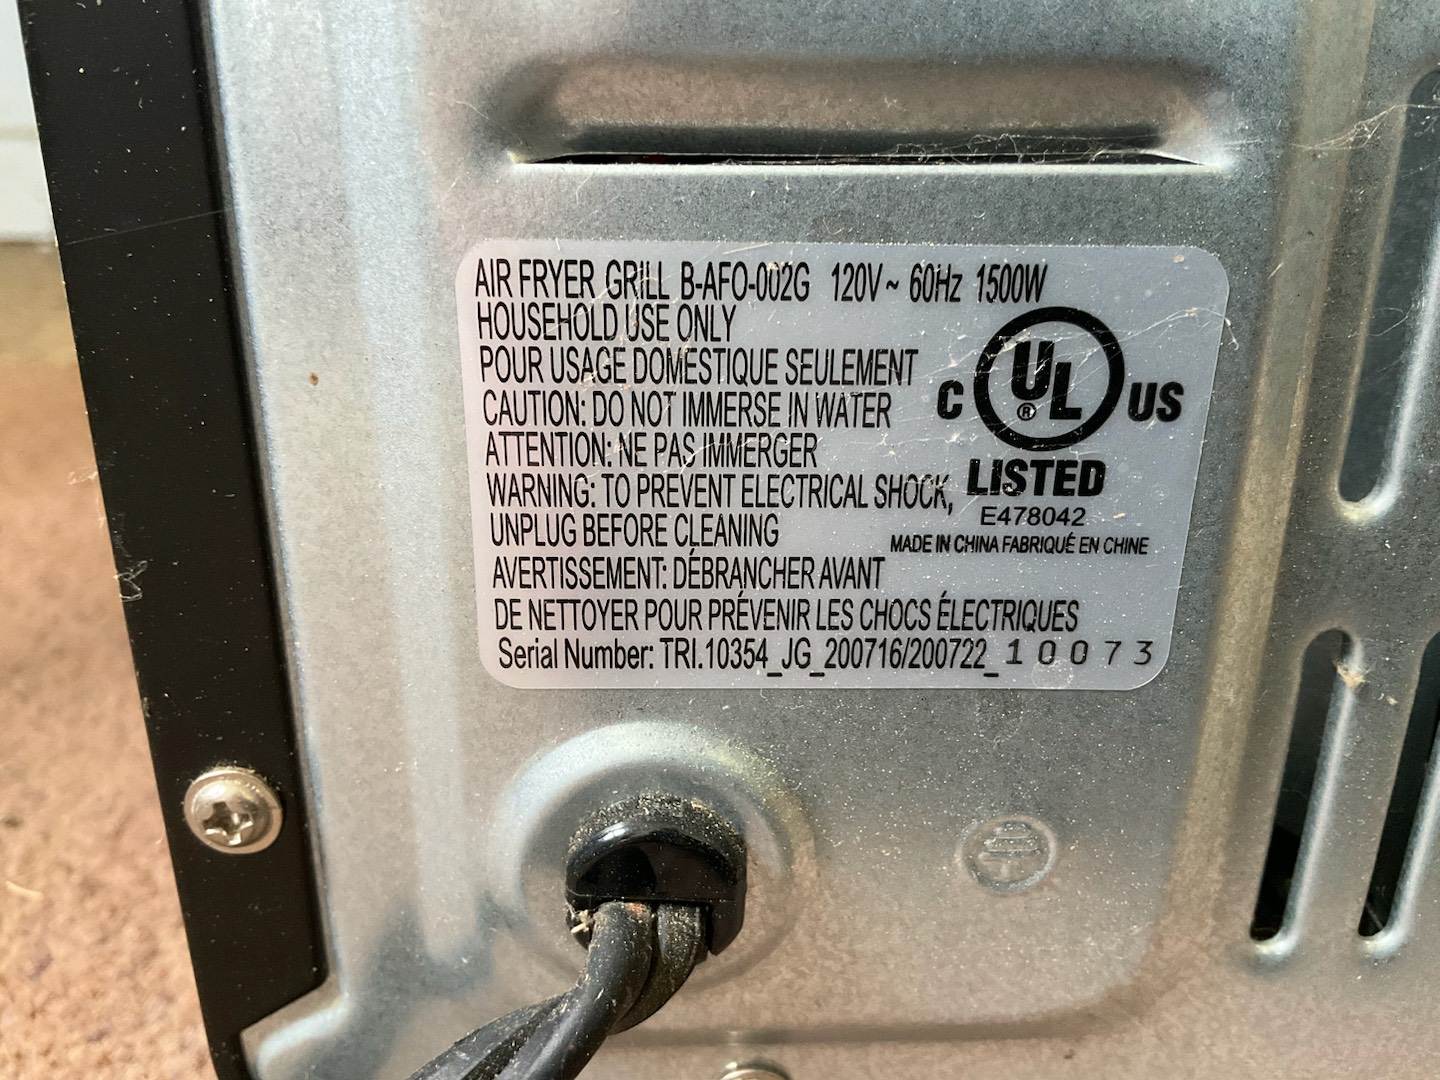 AIR FRYER GRILL B-AFO-002G 120V~ 60Hz 1500W
HOUSEHOLD USE ONLY
POUR USAGE DOMESTIQUE SEULEMENT
CAUTION: DO NOT IMMERSE IN WATER
ATTENTION: NE PAS IMMERGER
WARNING: TO PREVENT ELECTRICAL SHOCK,
UNPLUG BEFORE CLEANING
AVERTISSEMENT: DÉBRANCHER AVANT
DE NETTOYER POUR PRÉVENIR LES CHOCS ÉLECTRIQUES
Serial Number: TRI.10354_JG_200716/200722_10073
C UL® US
LISTED
E478042
MADE IN CHINA FABRIQUÉ EN CHINE